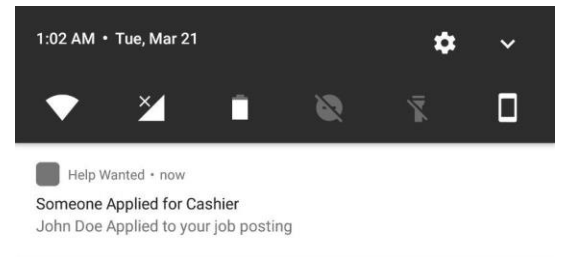 1:02 AM • Tue, Mar 21
Help Wanted • now
Someone Applied for Cashier
John Doe Applied to your job posting